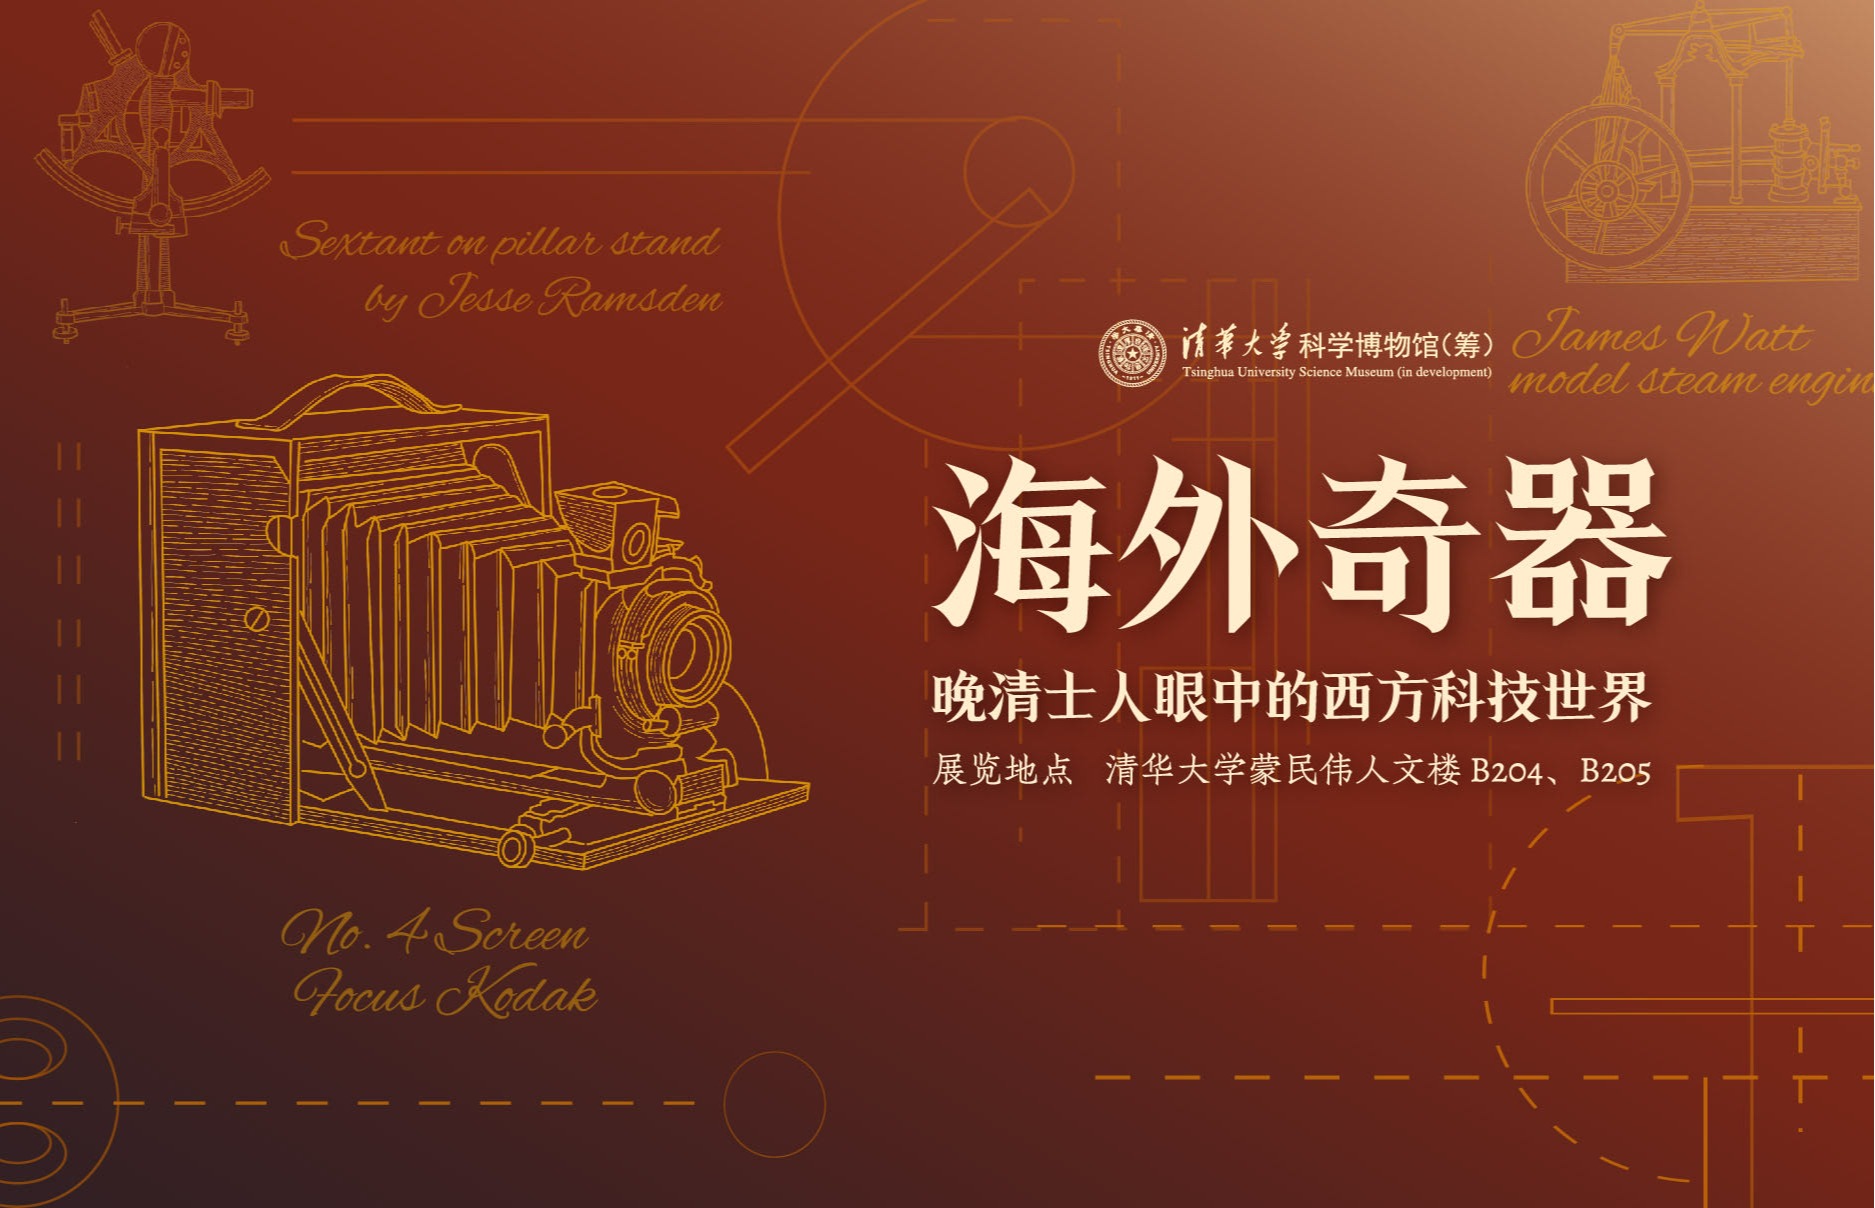 Sextant on pillar stand
by Jesse Ramsden
清华大学科学博物馆（筹）
Tsinghua University Science Museum (in development)
James Watt
model steam engin
海外奇器
晚清士人眼中的西方科技世界
展览地点 清华大学蒙民伟人文楼 B204、B205
No. 4 Screen
Focus Kodak